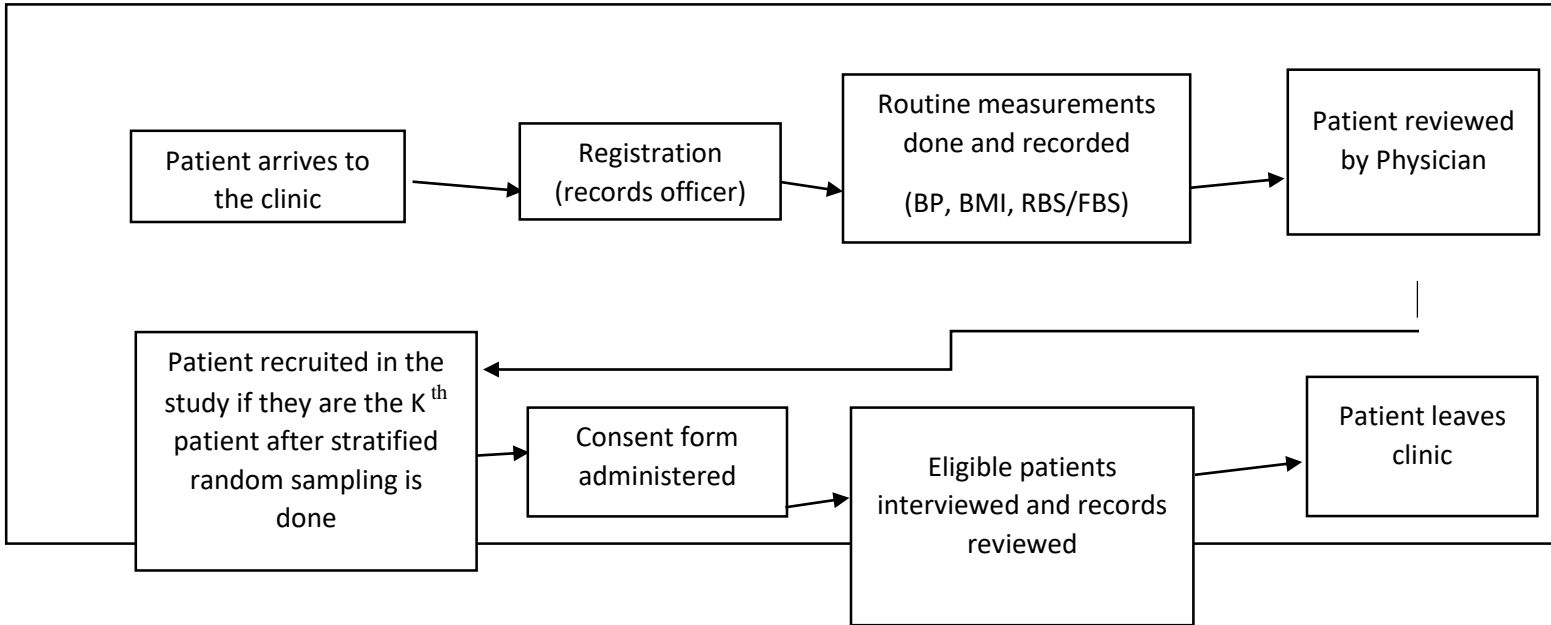 Patient arrives to
the clinic
Registration
(records officer)
Routine measurements
done and recorded
(BP, BMI, RBS/FBS)
Patient reviewed
by Physician
Patient recruited in the
study if they are the K th
patient after stratified
random sampling is
done
Consent form
administered
Eligible patients
interviewed and records
reviewed
Patient leaves
clinic